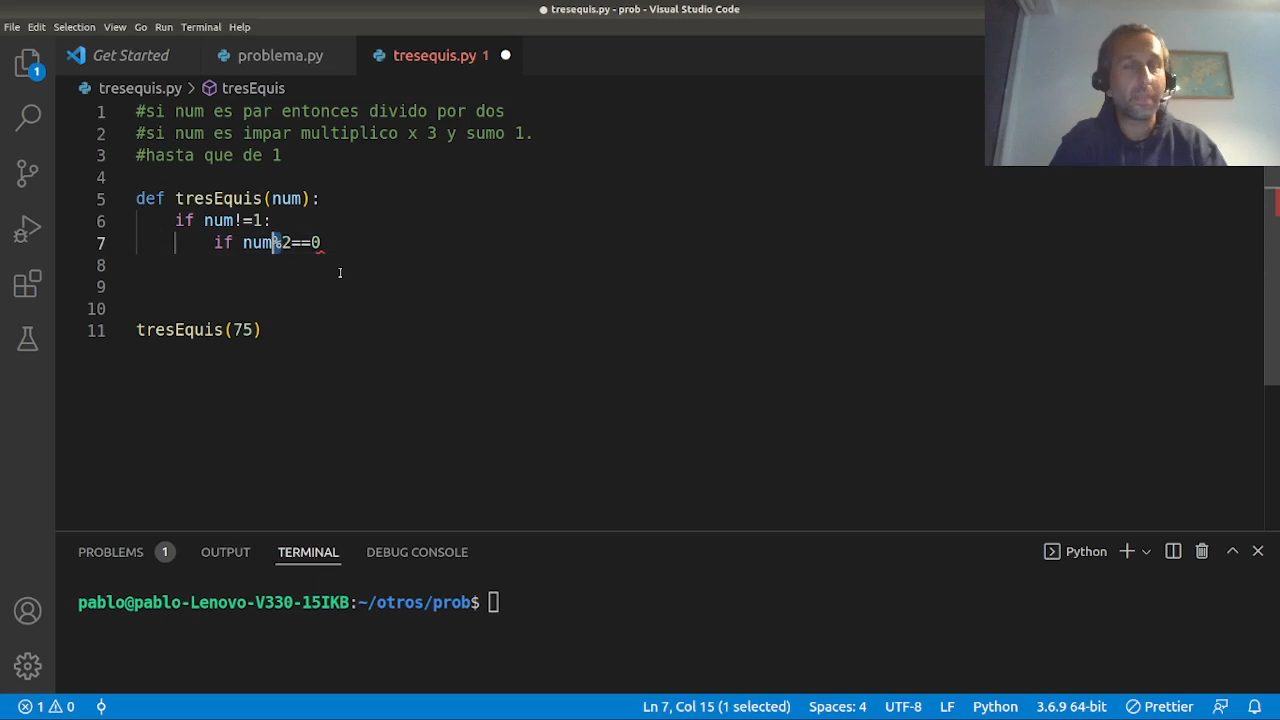 tresequis.py - prob - Visual Studio Code
File Edit Selection View Go Run Terminal Help
1
Get Started problema.py tresequis.py 1
tresequis.py > tresEquis
1 #si num es par entonces divido por dos
2 #si num es impar multiplico x 3 y sumo 1.
3 #hasta que de 1
4
5 def tresEquis(num):
6 if num!=1:
7 if num%2==0
8
9
10
11 tresEquis(75)
PROBLEMS 1 OUTPUT TERMINAL DEBUG CONSOLE Python
pablo@pablo-Lenovo-V330-15IKB:~/otros/prob$
1 0 Ln 7, Col 15 (1 selected) Spaces: 4 UTF-8 LF Python 3.6.9 64-bit Prettier